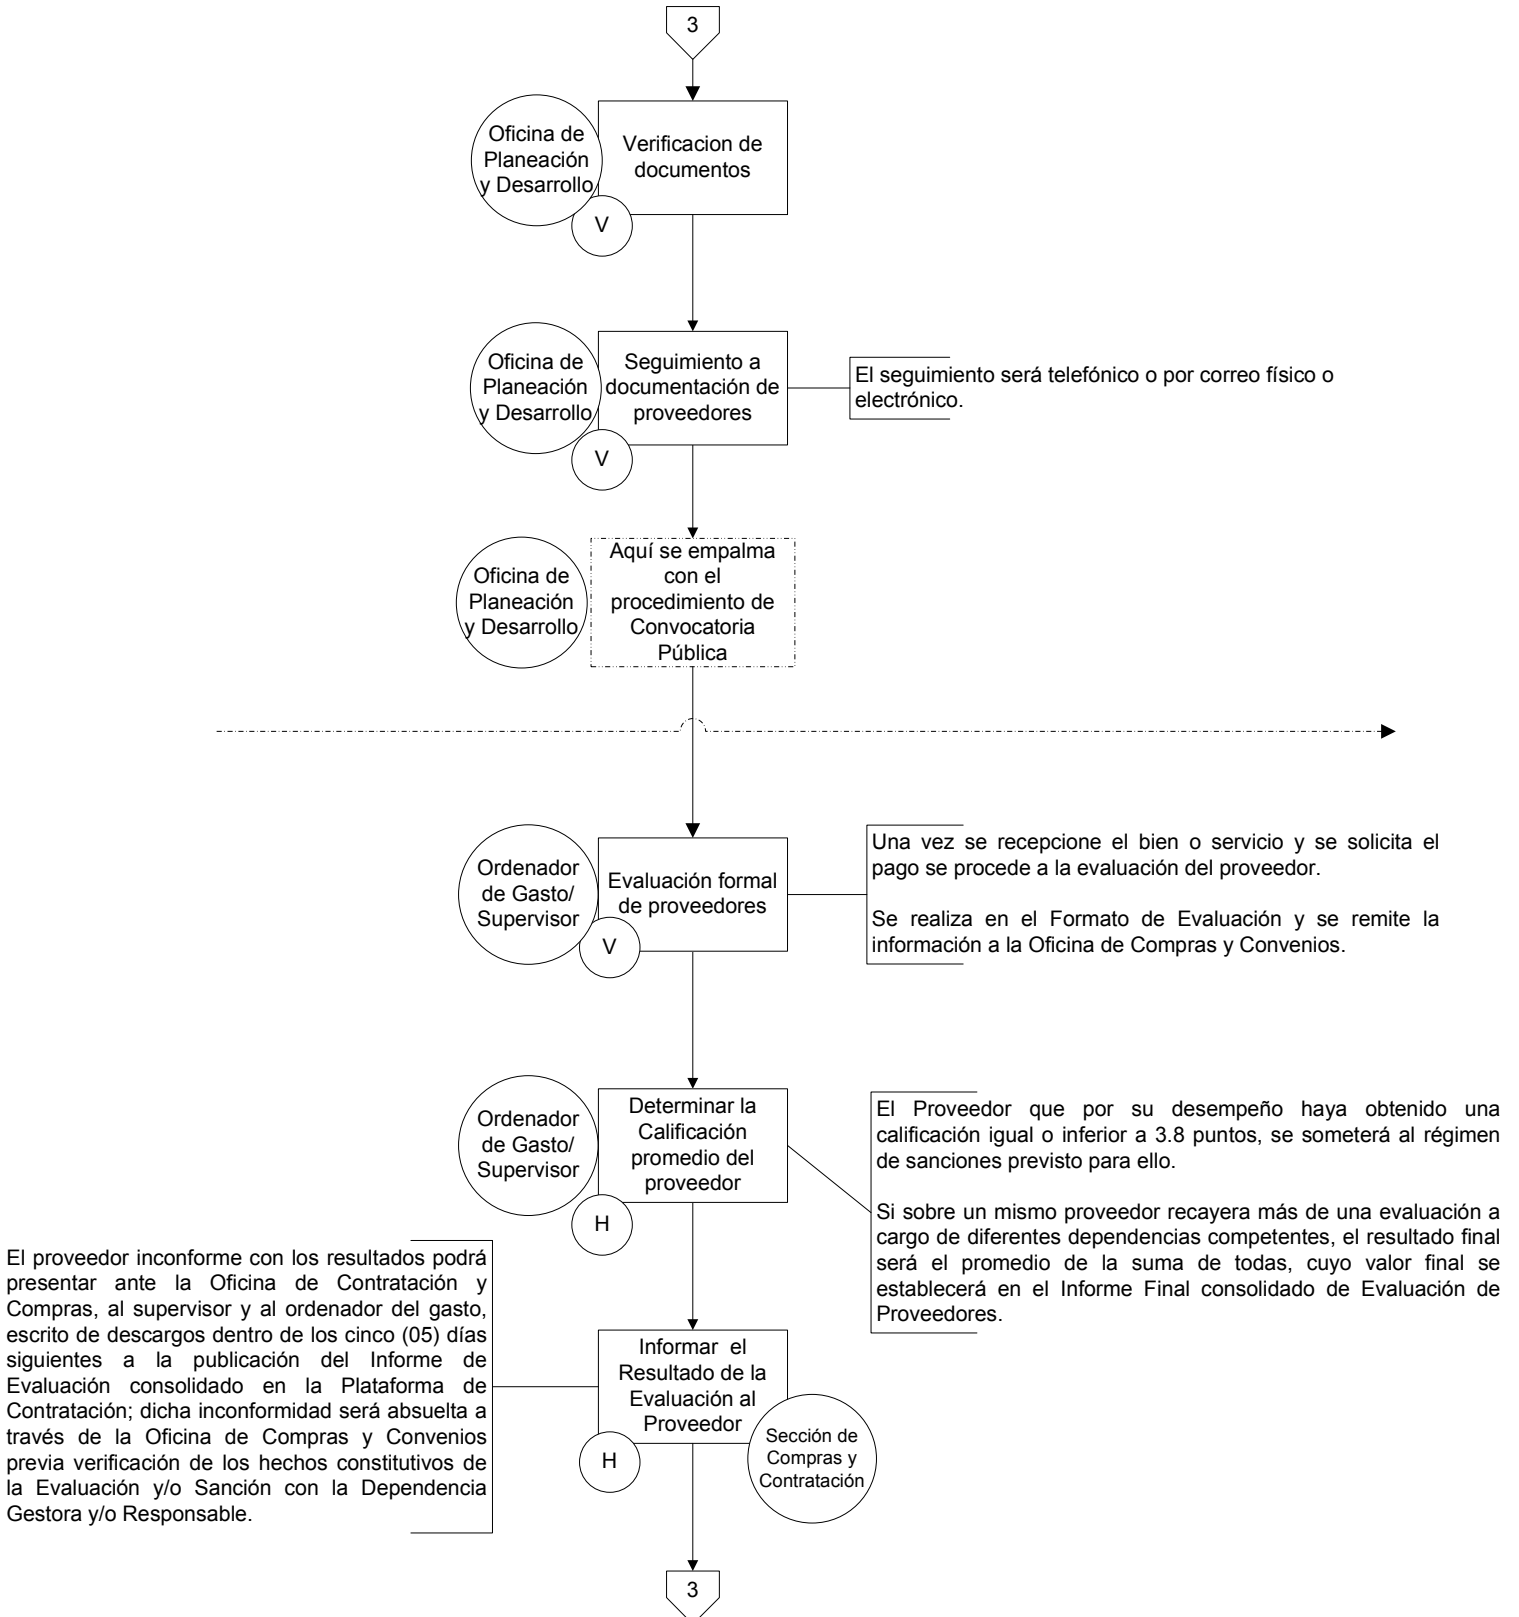 3
Oficina de
Planeación
y Desarrollo
Verificacion de
documentos
V
Oficina de
Planeación
y Desarrollo
Seguimiento a
documentación de
proveedores
V
El seguimiento será telefónico o por correo físico o
electrónico.
Oficina de
Planeación
y Desarrollo
Aquí se empalma
con el
procedimiento de
Convocatoria
Pública
Ordenador
de Gasto/
Supervisor
Evaluación formal
de proveedores
V
Una vez se recepcione el bien o servicio y se solicita el
pago se procede a la evaluación del proveedor.
Se realiza en el Formato de Evaluación y se remite la
información a la Oficina de Compras y Convenios.
Ordenador
de Gasto/
Supervisor
Determinar la
Calificación
promedio del
proveedor
H
El Proveedor que por su desempeño haya obtenido una
calificación igual o inferior a 3.8 puntos, se someterá al régimen
de sanciones previsto para ello.
Si sobre un mismo proveedor recayera más de una evaluación a
cargo de diferentes dependencias competentes, el resultado final
será el promedio de la suma de todas, cuyo valor final se
establecerá en el Informe Final consolidado de Evaluación de
Proveedores.
El proveedor inconforme con los resultados podrá
presentar ante la Oficina de Contratación y
Compras, al supervisor y al ordenador del gasto,
escrito de descargos dentro de los cinco (05) días
siguientes a la publicación del Informe de
Evaluación consolidado en la Plataforma de
Contratación; dicha inconformidad será absuelta a
través de la Oficina de Compras y Convenios
previa verificación de los hechos constitutivos de
la Evaluación y/o Sanción con la Dependencia
Gestora y/o Responsable.
Informar el
Resultado de la
Evaluación al
Proveedor
H
Sección de
Compras y
Contratación
3